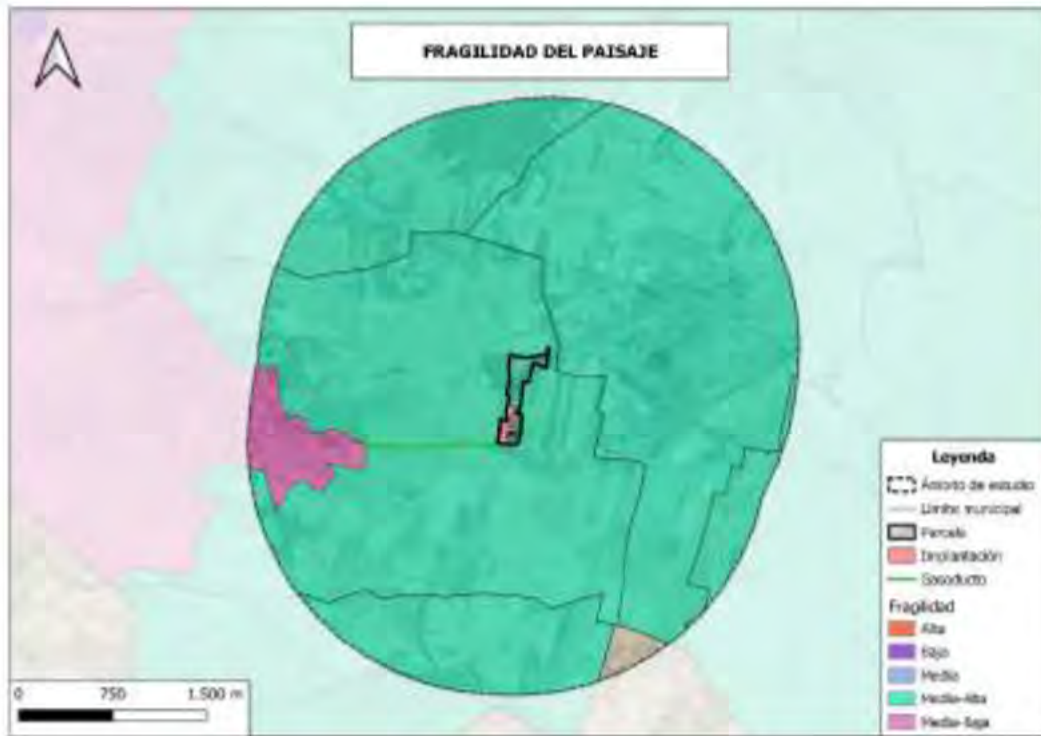 FRAGILIDAD DEL PAISAJE
Leyenda
Ámbito de estudio
Límite municipal
Parcela
Implantación
Gasoducto
Fragilidad
Alta
Baja
Media
Media-Alta
Media-Baja
0 750 1.500 m